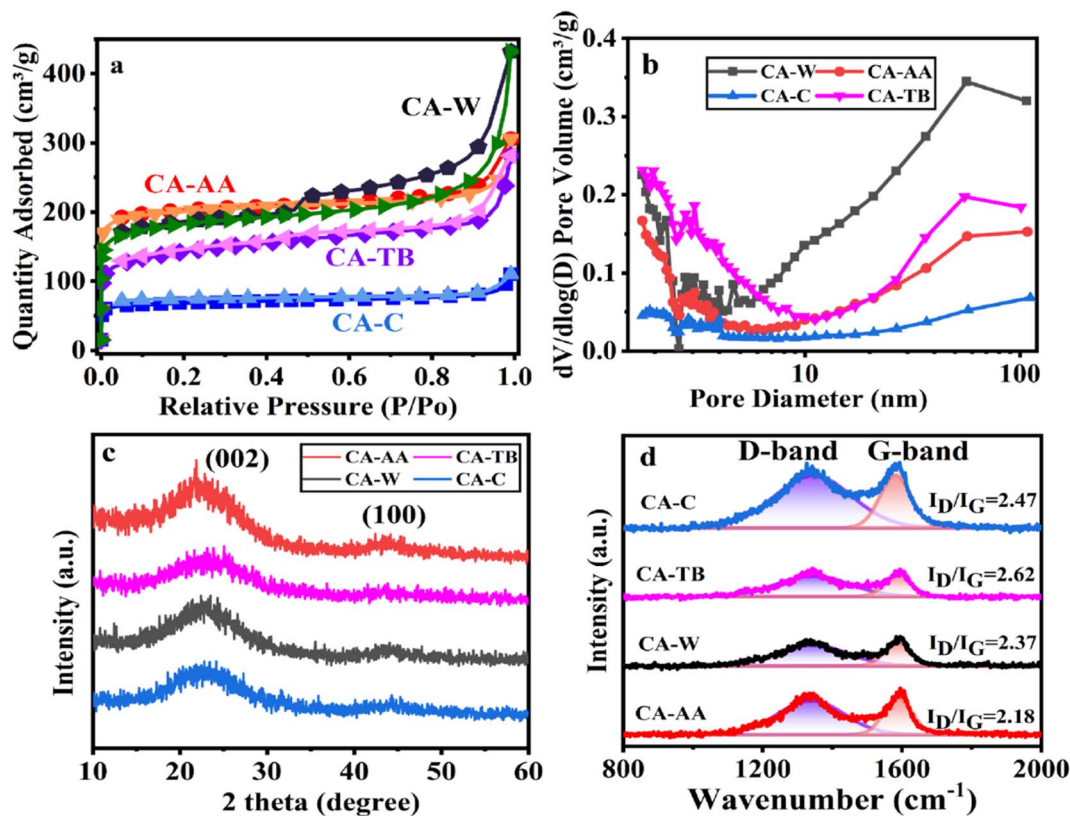 a
CA-W
CA-AA
CA-TB
CA-C
Quantity Adsorbed (cm³/g)
400
300
200
100
0
0.0 0.2 0.4 0.6 0.8 1.0
Relative Pressure (P/Po)
b
CA-W CA-AA
CA-C CA-TB
dV/dlog(D) Pore Volume (cm³/g)
0.4
0.3
0.2
0.1
0.0
10 100
Pore Diameter (nm)
c
(002)
CA-AA CA-TB
CA-W CA-C
(100)
Intensity (a.u.)
10 20 30 40 50 60
2 theta (degree)
d
D-band G-band
CA-C
I_D/I_G=2.47
CA-TB
I_D/I_G=2.62
CA-W
I_D/I_G=2.37
CA-AA
I_D/I_G=2.18
Intensity (a.u.)
800 1200 1600 2000
Wavenumber (cm⁻¹)